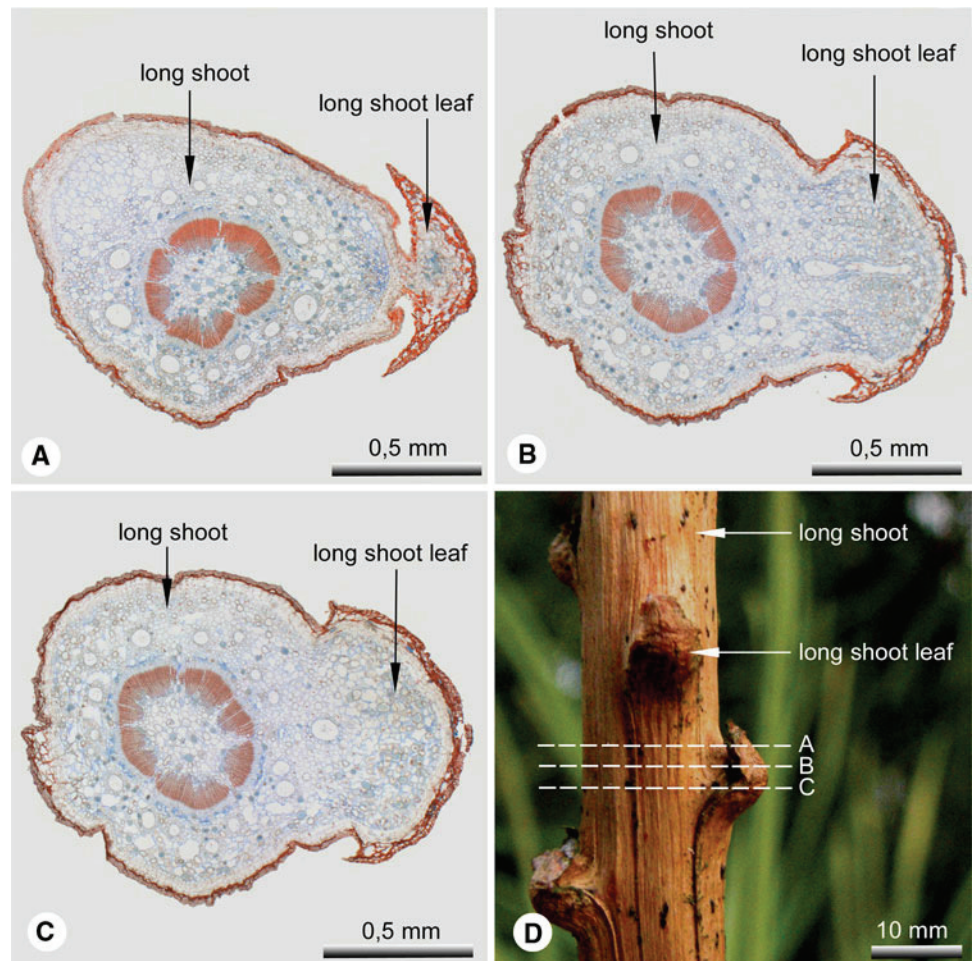 long shoot
long shoot leaf
A
0,5 mm
long shoot
long shoot leaf
B
0,5 mm
long shoot
long shoot leaf
C
0,5 mm
long shoot
long shoot leaf
A
B
C
D
10 mm